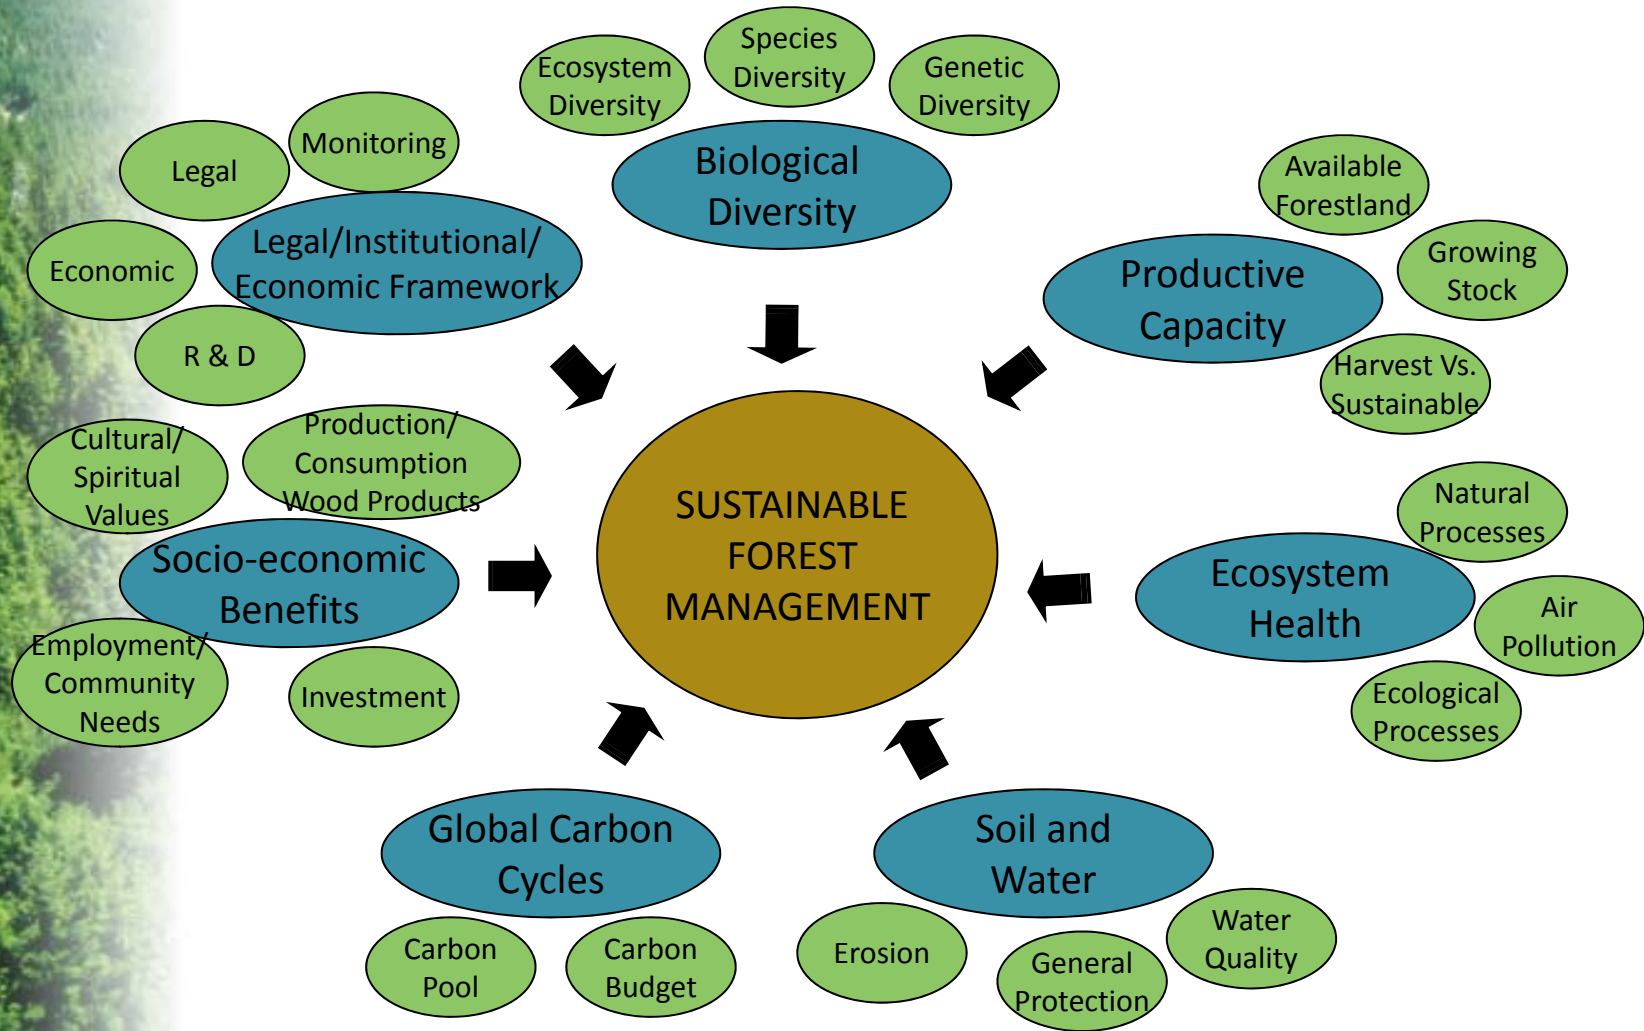 Ecosystem
Diversity
Species
Diversity
Genetic
Diversity
Biological
Diversity
Monitoring
Legal
Economic
R & D
Legal/Institutional/
Economic Framework
Available
Forestland
Growing
Stock
Harvest Vs.
Sustainable
Productive
Capacity
Cultural/
Spiritual
Values
Production/
Consumption
Wood Products
Socio-economic
Benefits
Employment/
Community
Needs
Investment
SUSTAINABLE
FOREST
MANAGEMENT
Natural
Processes
Ecosystem
Health
Air
Pollution
Ecological
Processes
Global Carbon
Cycles
Carbon
Pool
Carbon
Budget
Soil and
Water
Erosion
General
Protection
Water
Quality